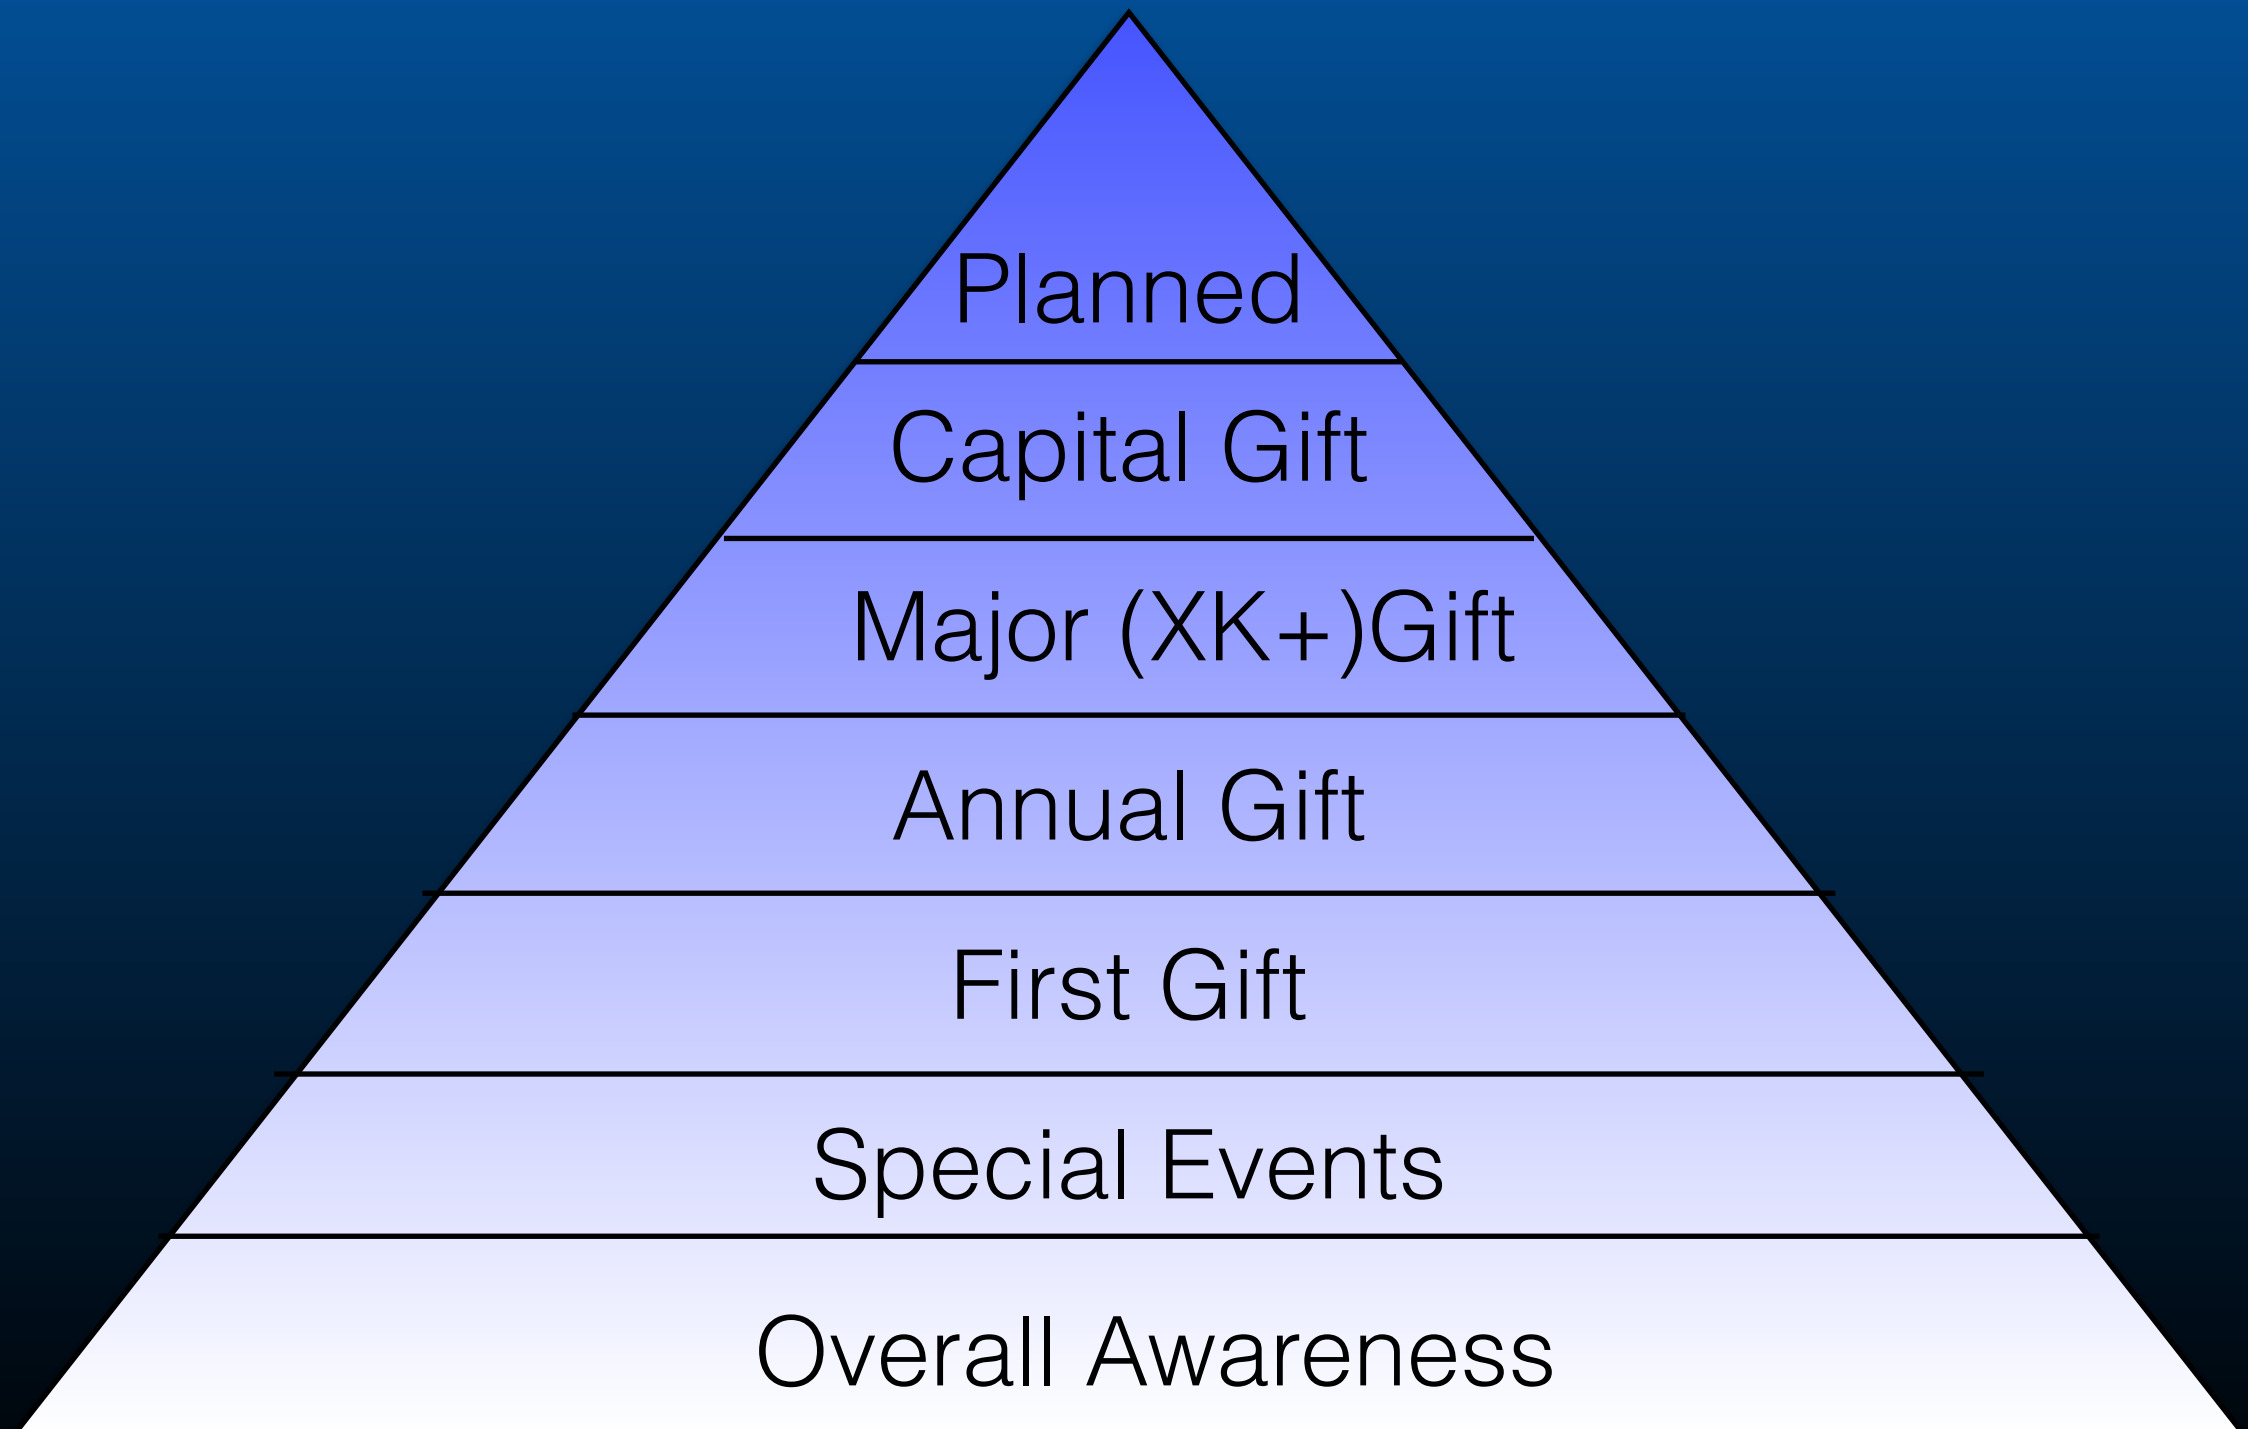 Planned
Capital Gift
Major (XK+)Gift
Annual Gift
First Gift
Special Events
Overall Awareness